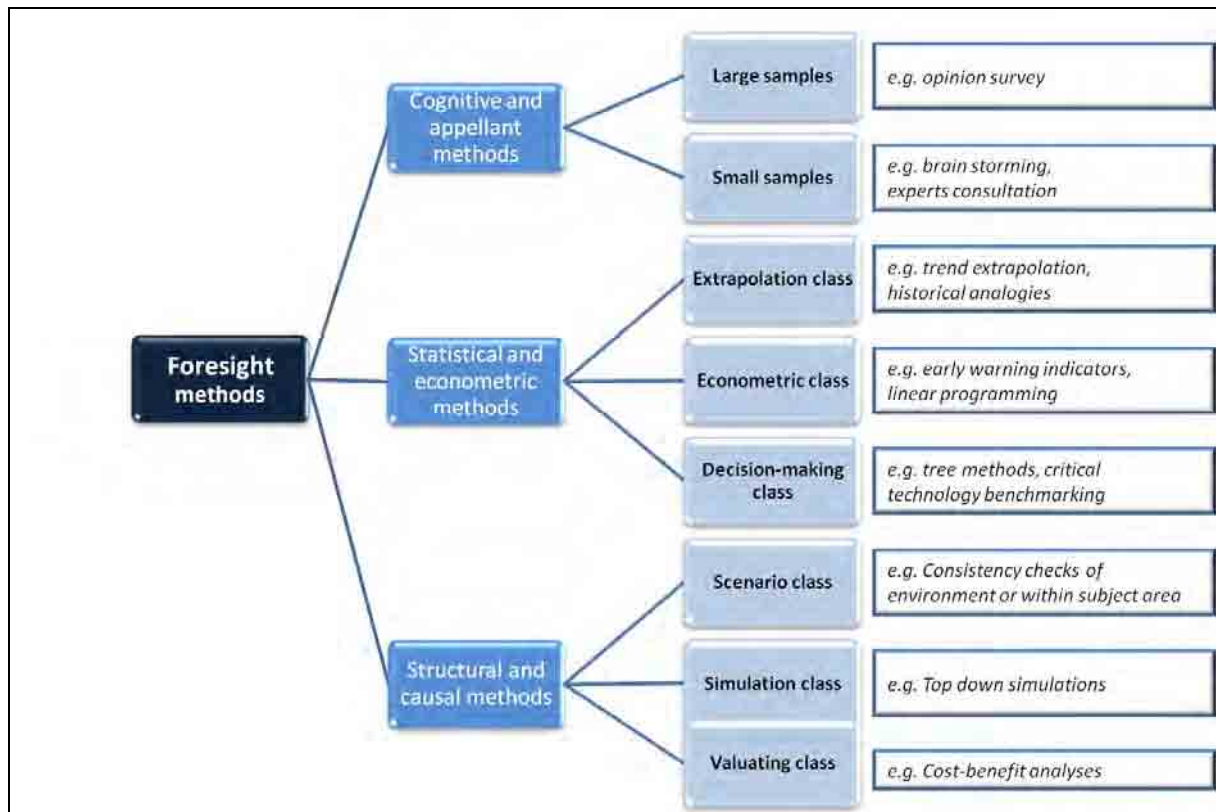 Large samples
e.g. opinion survey
Cognitive and
appellant
methods
Small samples
e.g. brain storming,
experts consultation
Extrapolation class
e.g. trend extrapolation,
historical analogies
Foresight
methods
Statistical and
econometric
methods
Econometric class
e.g. early warning indicators,
linear programming
Decision-making
class
e.g. tree methods, critical
technology benchmarking
Scenario class
e.g. Consistency checks of
environment or within subject area
Structural and
causal methods
Simulation class
e.g. Top down simulations
Valuating class
e.g. Cost-benefit analyses